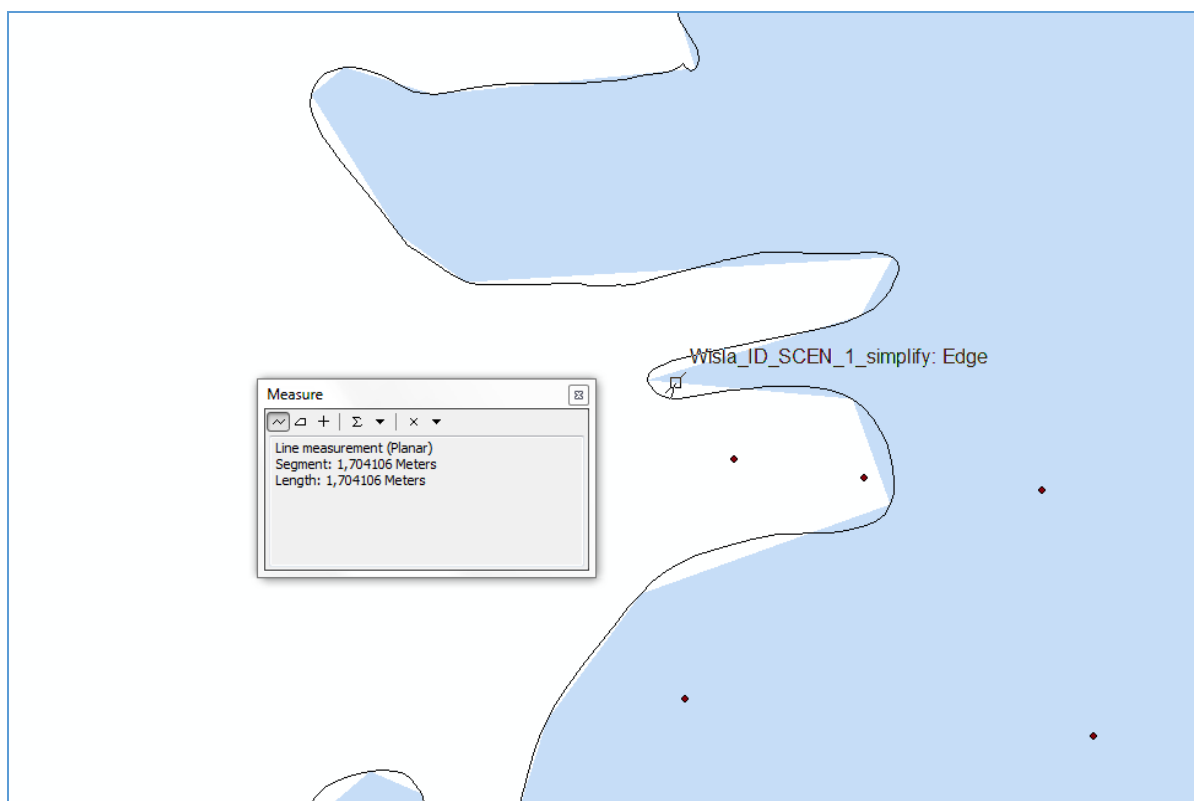 Wisla_ID_SCEN_1_simplify: Edge
Measure
Line measurement (Planar)
Segment: 1,704106 Meters
Length: 1,704106 Meters